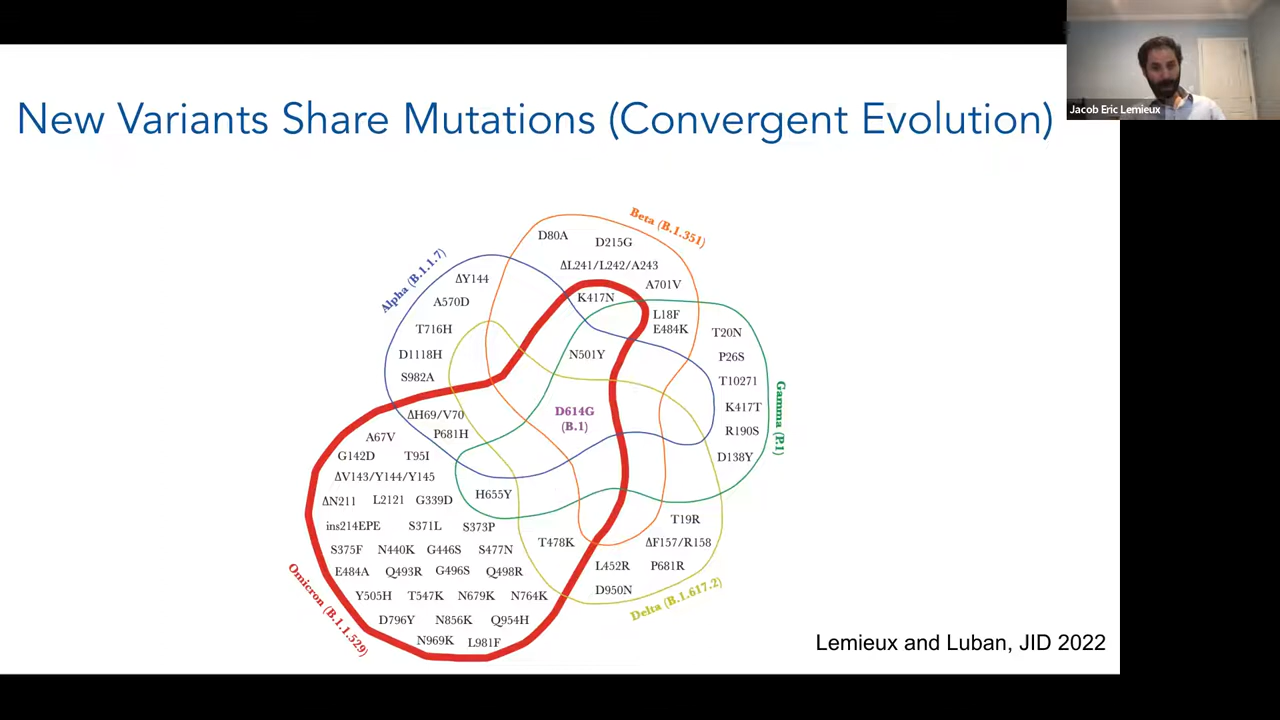 Jacob Eric Lemieux
New Variants Share Mutations (Convergent Evolution)
Beta (B.1.351)
D80A
D215G
ΔL241/L242/A243
A701V
Alpha (B.1.1.7)
ΔY144
A570D
T716H
D1118H
S982A
K417N
L18F
E484K
N501Y
T20N
P26S
T10271
K417T
R190S
D138Y
Gamma (P.1)
D614G
(B.1)
ΔH69/V70
P681H
A67V
G142D T95I
ΔV143/Y144/Y145
ΔN211 L2121 G339D
H655Y
ins214EPE S371L S373P
S375F N440K G446S S477N
E484A Q493R G496S Q498R
Y505H T547K N679K N764K
D796Y N856K Q954H
N969K L981F
Omicron (B.1.1.529)
T478K
T19R
ΔF157/R158
L452R P681R
D950N
Delta (B.1.617.2)
Lemieux and Luban, JID 2022